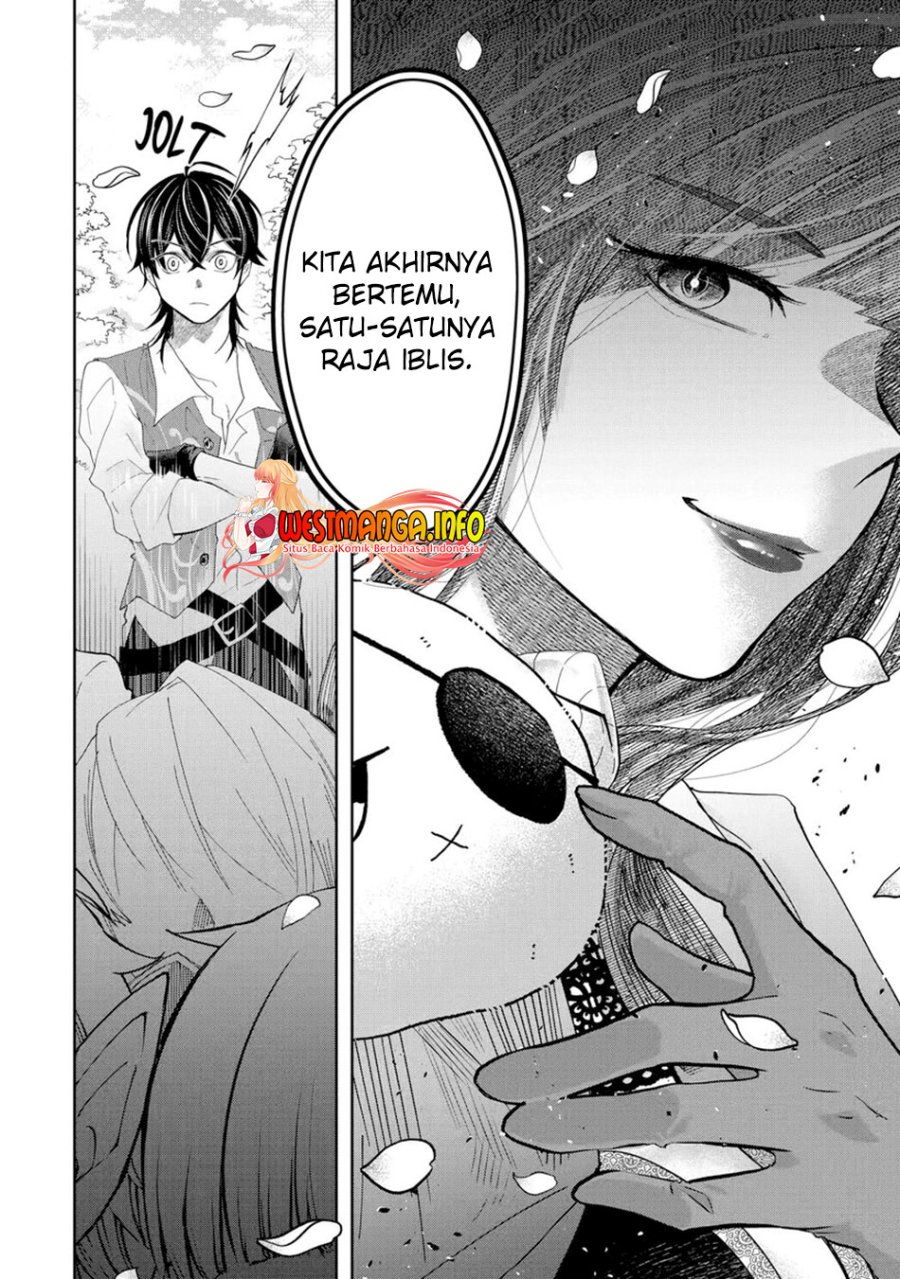 JOLT
KITA AKHIRNYA
BERTEMU,
SATU-SATUNYA
RAJA IBLIS.
WESTMANGA.INFO
Situs Baca Komik Berbahasa Indonesia